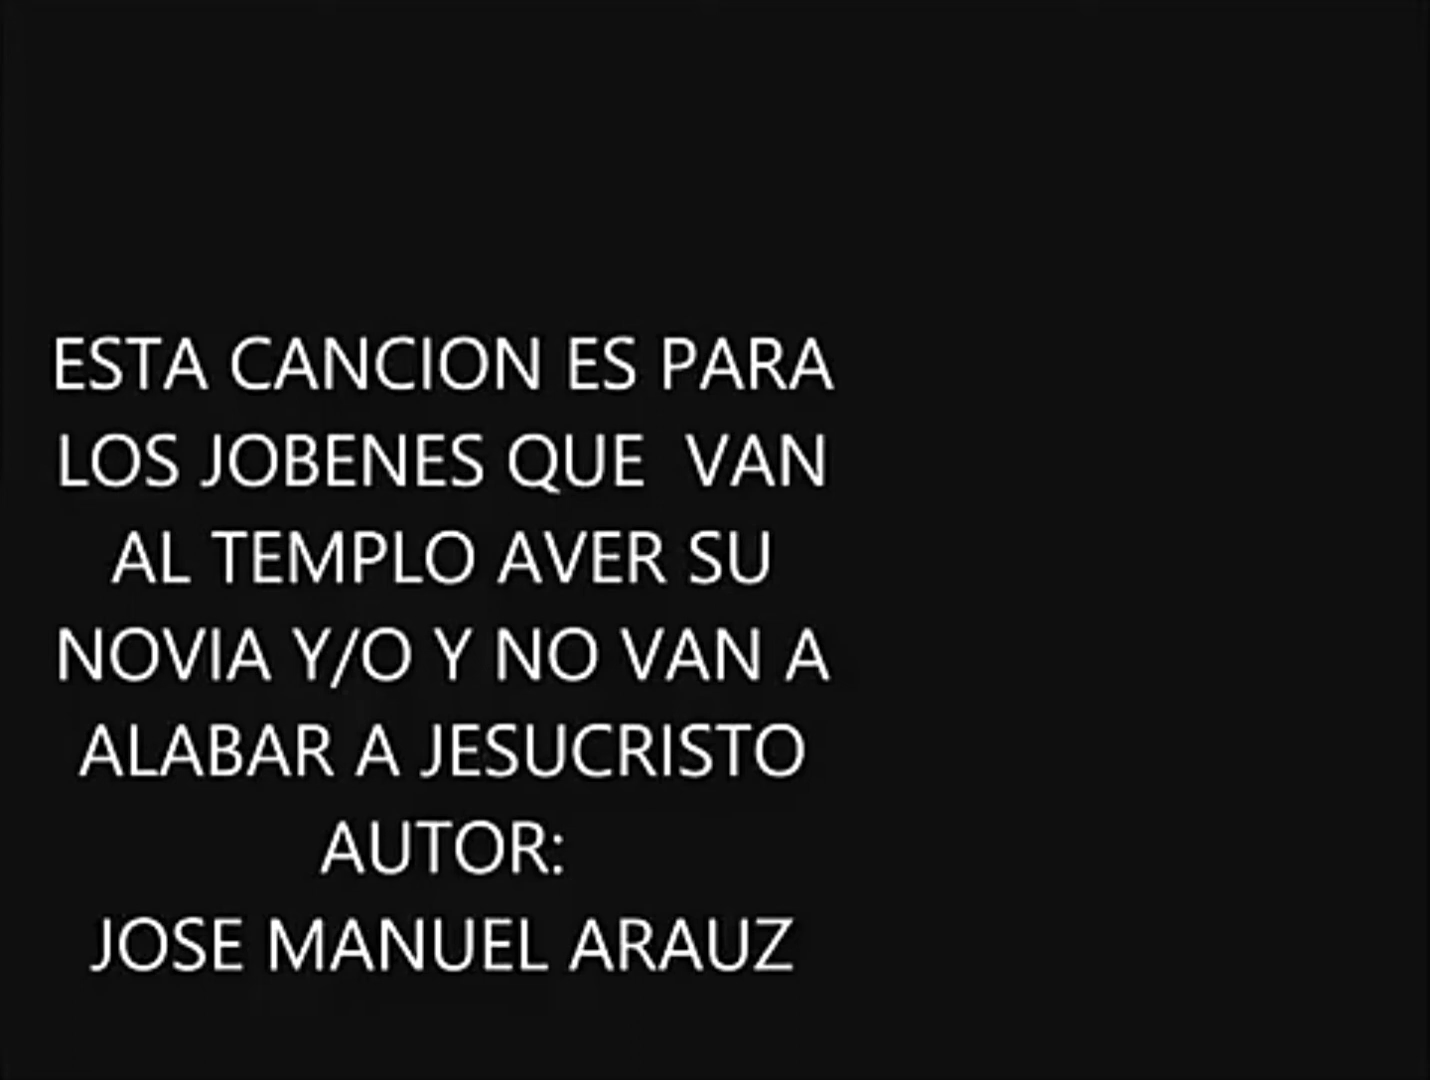 ESTA CANCION ES PARA
LOS JOBENES QUE  VAN
AL TEMPLO AVER SU
NOVIA Y/O Y NO VAN A
ALABAR A JESUCRISTO
AUTOR:
JOSE MANUEL ARAUZ